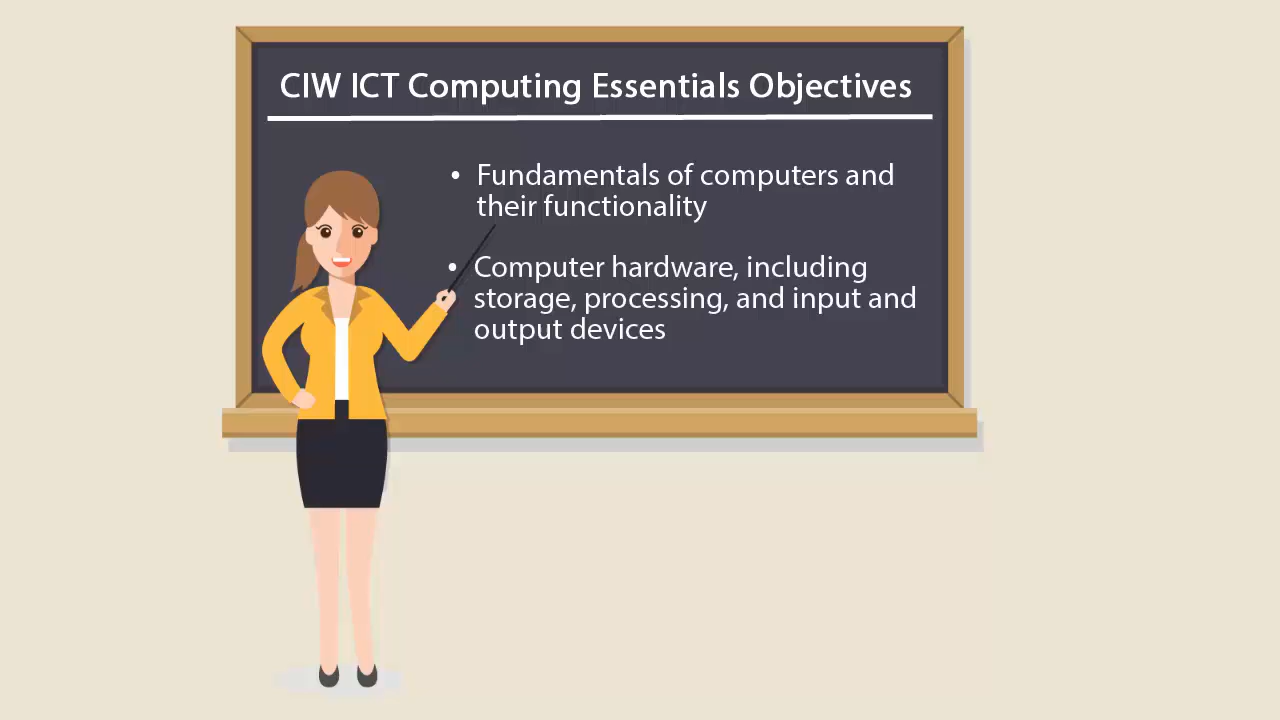 CIW ICT Computing Essentials Objectives
• Fundamentals of computers and
their functionality
• Computer hardware, including
storage, processing, and input and
output devices